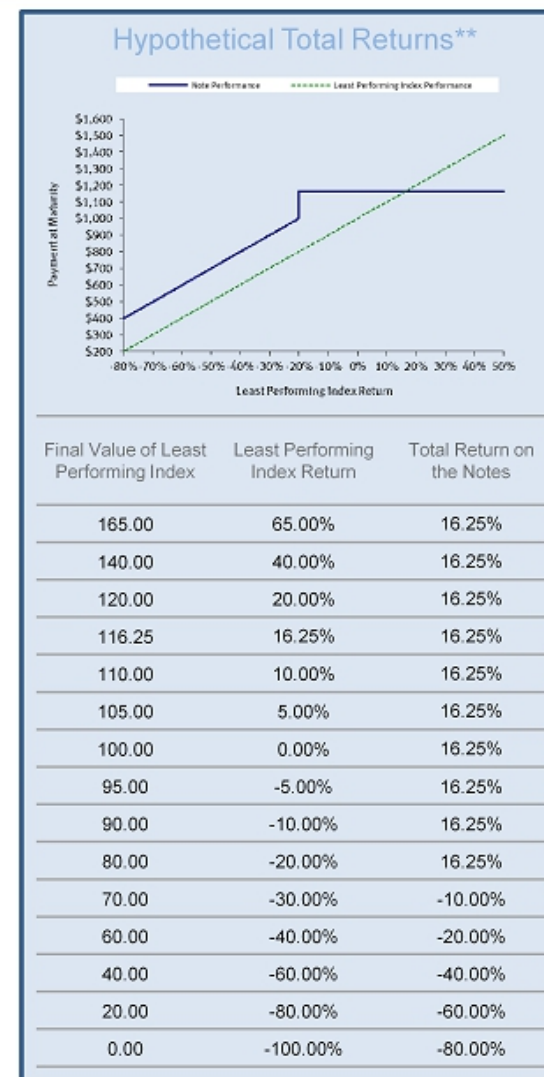 Hypothetical Total Returns**
Note Performance Least Performing Index Performance
$1,600
$1,500
$1,400
$1,300
$1,200
$1,100
$1,000
$900
$800
$700
$600
$500
$400
$300
$200
Payment at Maturity
-80% -70% -60% -50% -40% -30% -20% -10% 0% 10% 20% 30% 40% 50%
Least Performing Index Return
Final Value of Least Least Performing Total Return on
Performing Index Index Return the Notes
165.00 65.00% 16.25%
140.00 40.00% 16.25%
120.00 20.00% 16.25%
116.25 16.25% 16.25%
110.00 10.00% 16.25%
105.00 5.00% 16.25%
100.00 0.00% 16.25%
95.00 -5.00% 16.25%
90.00 -10.00% 16.25%
80.00 -20.00% 16.25%
70.00 -30.00% -10.00%
60.00 -40.00% -20.00%
40.00 -60.00% -40.00%
20.00 -80.00% -60.00%
0.00 -100.00% -80.00%